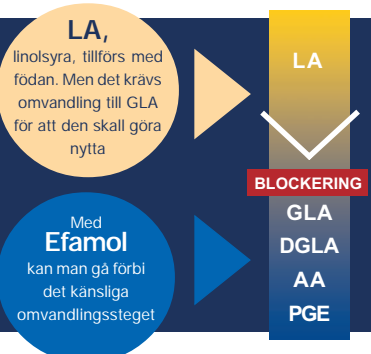 LA,
linolsyra, tillförs med
födan. Men det krävs
omvandling till GLA
för att den skall göra
nytta
Med
Efamol
kan man gå förbi
det känsliga
omvandlingssteget
LA
BLOCKERING
GLA
DGLA
AA
PGE